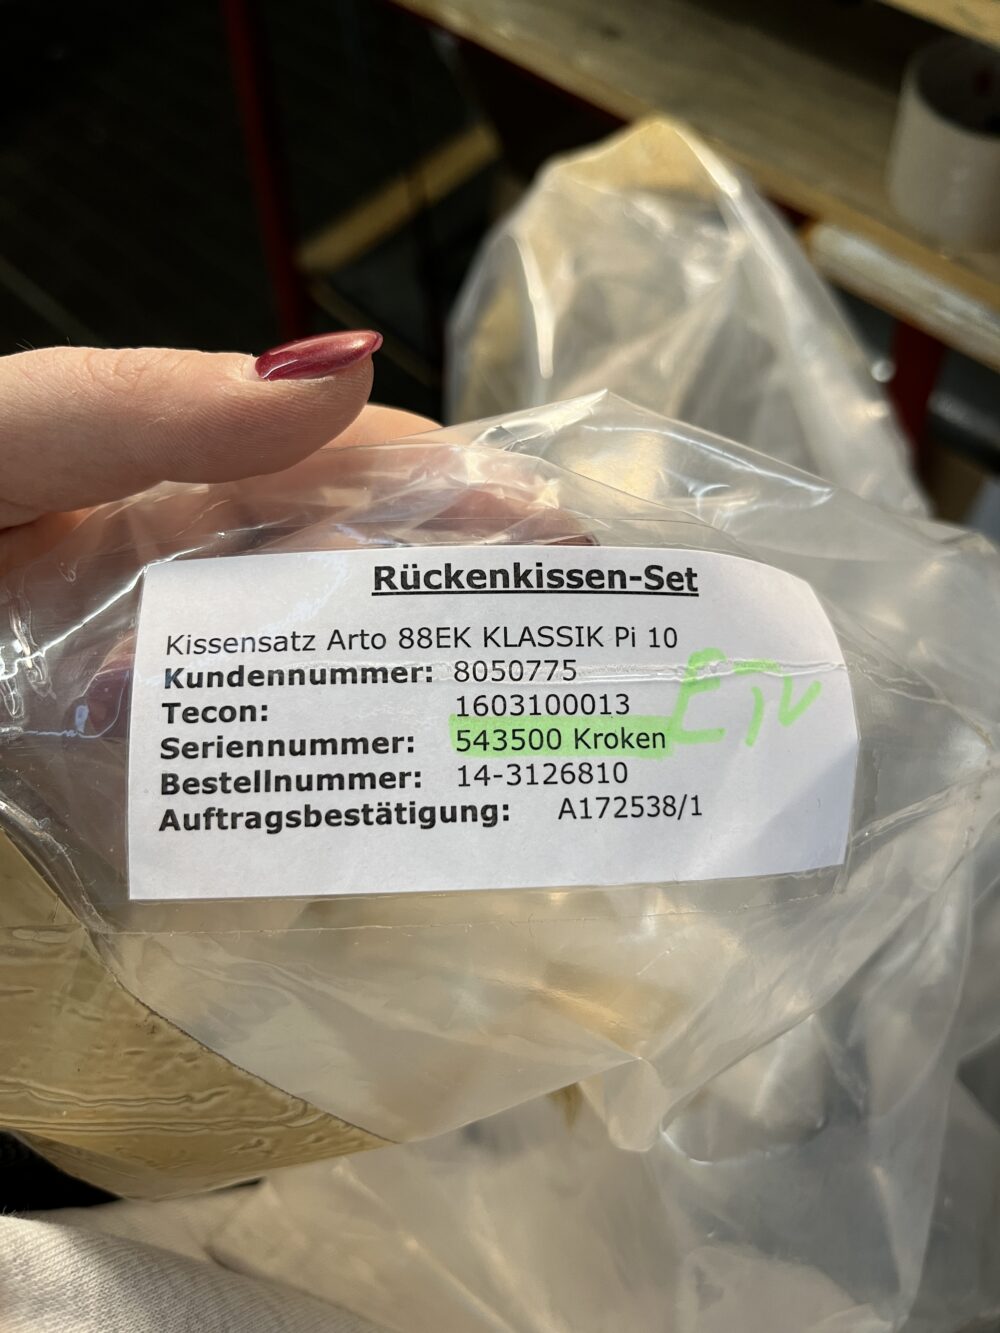 Rückenkissen-Set
Kissensatz Arto 88EK KLASSIK Pi 10
Kundennummer: 8050775
Tecon: 1603100013
Seriennummer: 543500 Kroken
Bestellnummer: 14-3126810
Auftragsbestätigung: A172538/1